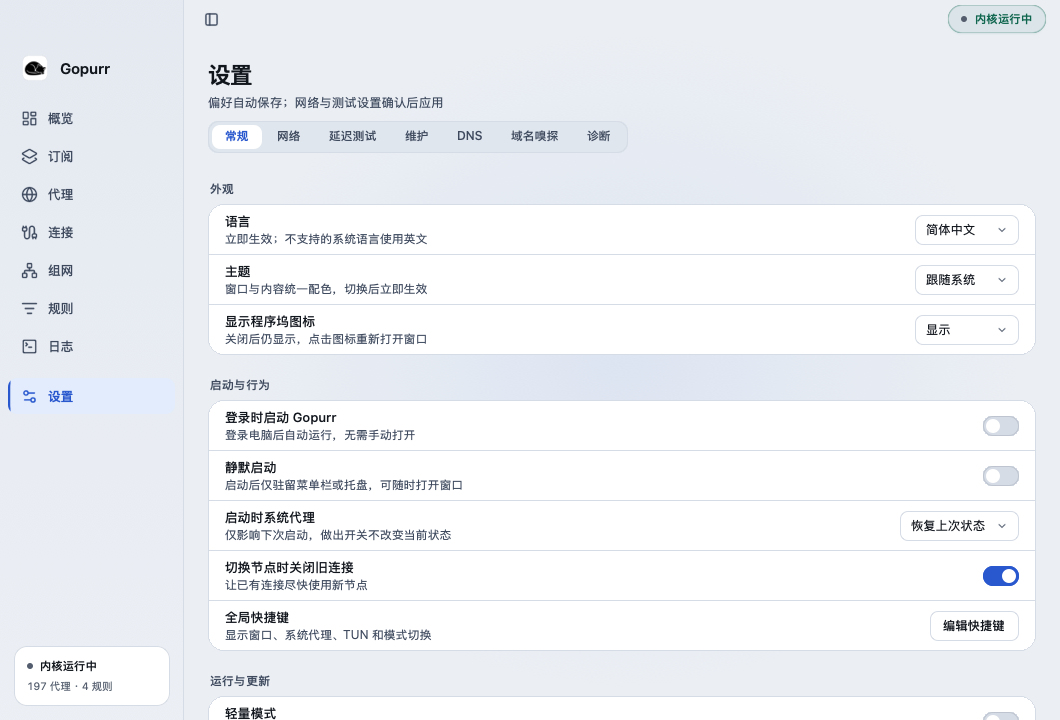 内核运行中
Gopurr
概览
订阅
代理
连接
组网
规则
日志
设置
内核运行中
197 代理 · 4 规则
设置
偏好自动保存；网络与测试设置确认后应用
常规 网络 延迟测试 维护 DNS 域名嗅探 诊断
外观
语言
立即生效；不支持的系统语言使用英文
简体中文
主题
窗口与内容统一配色，切换后立即生效
跟随系统
显示程序坞图标
关闭后仍显示，点击图标重新打开窗口
显示
启动与行为
登录时启动 Gopurr
登录电脑后自动运行，无需手动打开
静默启动
启动后仅驻留菜单栏或托盘，可随时打开窗口
启动时系统代理
仅影响下次启动，做出开关不改变当前状态
恢复上次状态
切换节点时关闭旧连接
让已有连接尽快使用新节点
全局快捷键
显示窗口、系统代理、TUN 和模式切换
编辑快捷键
运行与更新
轻量模式